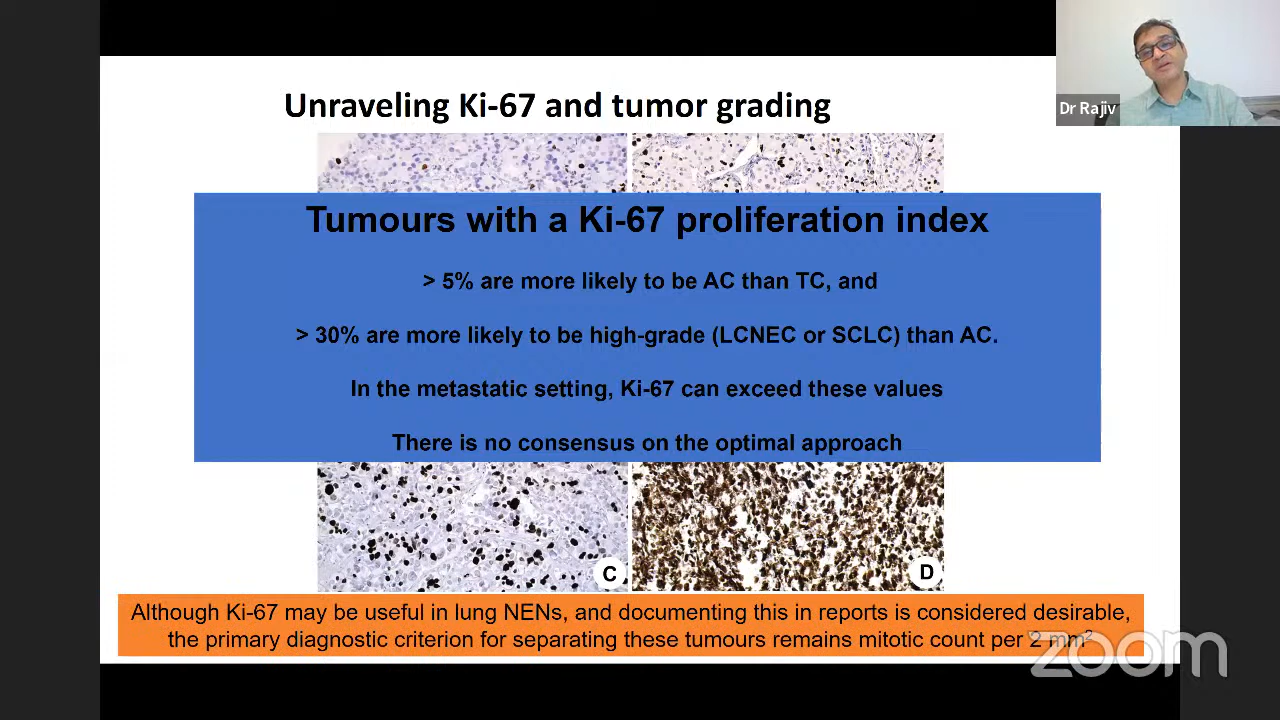 Dr Rajiv
Unraveling Ki-67 and tumor grading
Tumours with a Ki-67 proliferation index
> 5% are more likely to be AC than TC, and
> 30% are more likely to be high-grade (LCNEC or SCLC) than AC.
In the metastatic setting, Ki-67 can exceed these values
There is no consensus on the optimal approach
C
D
Although Ki-67 may be useful in lung NENs, and documenting this in reports is considered desirable,
the primary diagnostic criterion for separating these tumours remains mitotic count per 2 mm²
zoom